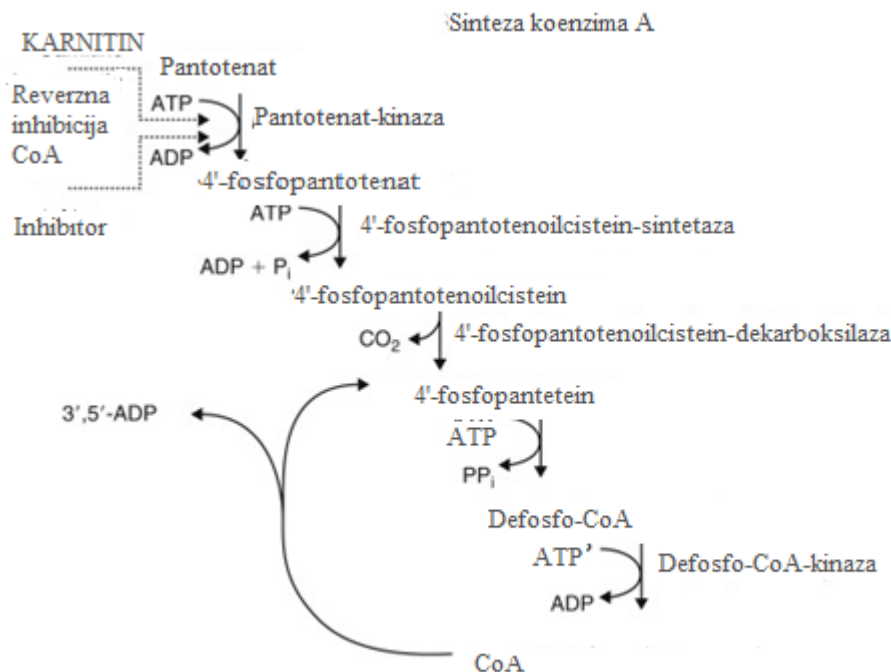 Sinteza koenzima A
KARNITIN
Pantotenat
Reverzna
inhibicija
CoA
ATP
Pantotenat-kinaza
ADP
4'-fosfopantotenat
Inhibitor
ATP
4'-fosfopantotenoilcistein-sintetaza
ADP + Pi
4'-fosfopantotenoilcistein
CO2
4'-fosfopantotenoilcistein-dekarboksilaza
4'-fosfopantetein
3',5'-ADP
ATP
PPi
Defosfo-CoA
ATP
Defosfo-CoA-kinaza
ADP
CoA